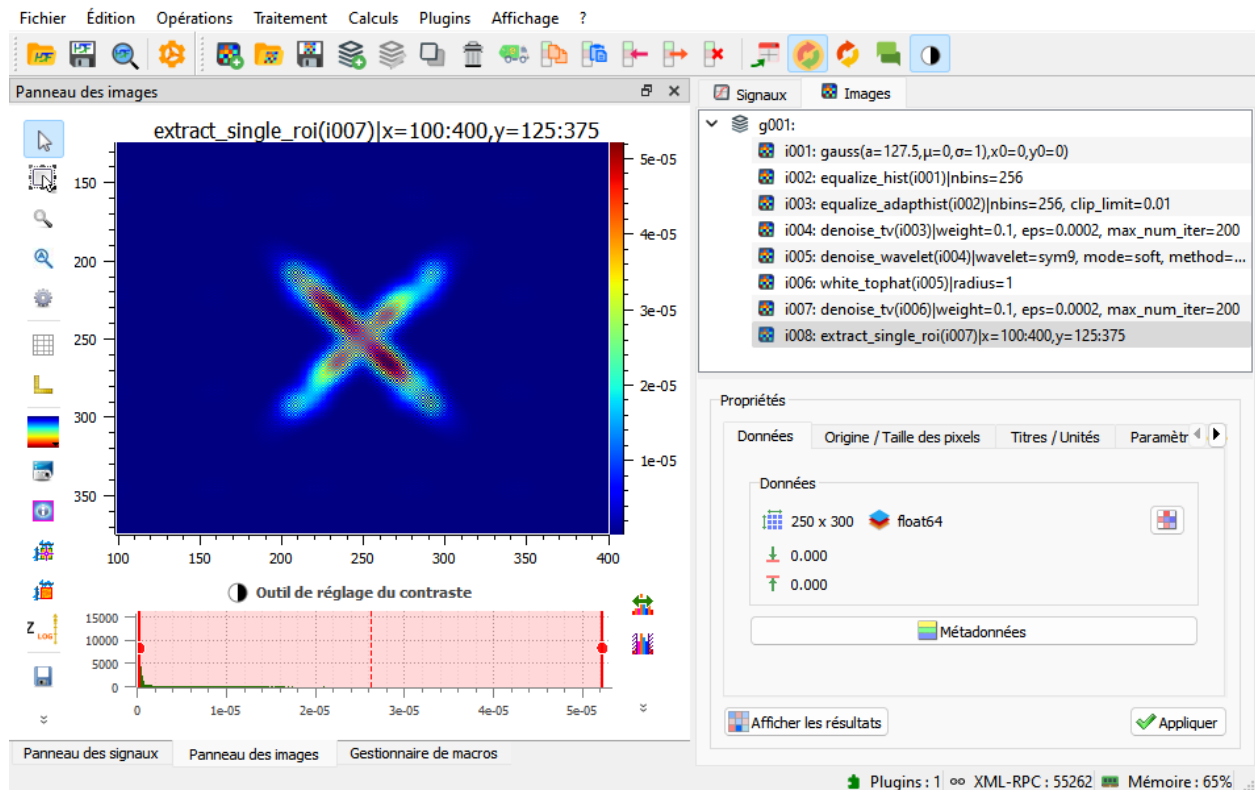 Fichier Édition Opérations Traitement Calculs Plugins Affichage ?
Panneau des images
extract_single_roi(i007)|x=100:400,y=125:375
150
200
250
300
350
100 150 200 250 300 350 400
5e-05
4e-05
3e-05
2e-05
1e-05
Z LOG
Outil de réglage du contraste
15000
10000
5000
0
0 1e-05 2e-05 3e-05 4e-05 5e-05
Panneau des signaux Panneau des images Gestionnaire de macros
Signaux Images
g001:
i001: gauss(a=127.5,μ=0,σ=1),x0=0,y0=0)
i002: equalize_hist(i001)|nbins=256
i003: equalize_adapthist(i002)|nbins=256, clip_limit=0.01
i004: denoise_tv(i003)|weight=0.1, eps=0.0002, max_num_iter=200
i005: denoise_wavelet(i004)|wavelet=sym9, mode=soft, method=...
i006: white_tophat(i005)|radius=1
i007: denoise_tv(i006)|weight=0.1, eps=0.0002, max_num_iter=200
i008: extract_single_roi(i007)|x=100:400,y=125:375
Propriétés
Données Origine / Taille des pixels Titres / Unités Paramètr
Données
250 x 300 float64
0.000
0.000
Métadonnées
Afficher les résultats Appliquer
Plugins : 1 XML-RPC : 55262 Mémoire : 65%